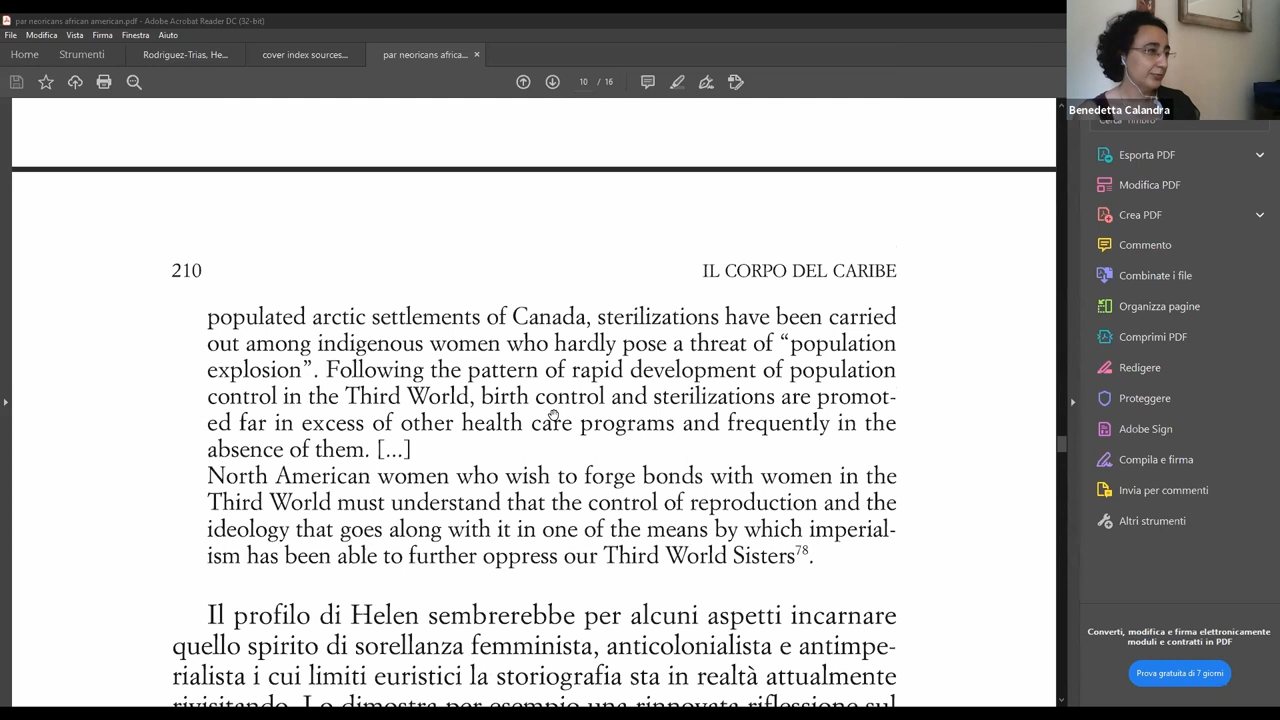 par neoricans african american.pdf - Adobe Acrobat Reader DC (32-bit)
File Modifica Vista Firma Finestra Aiuto
Home Strumenti Rodriguez-Trias, He... cover index sources... par neoricans africa... ×
10 / 16
Benedetta Calandra
210 IL CORPO DEL CARIBE
populated arctic settlements of Canada, sterilizations have been carried
out among indigenous women who hardly pose a threat of “population
explosion”. Following the pattern of rapid development of population
control in the Third World, birth control and sterilizations are promot-
ed far in excess of other health care programs and frequently in the
absence of them. [...]
North American women who wish to forge bonds with women in the
Third World must understand that the control of reproduction and the
ideology that goes along with it in one of the means by which imperial-
ism has been able to further oppress our Third World Sisters78.
Il profilo di Helen sembrerebbe per alcuni aspetti incarnare
quello spirito di sorellanza femminista, anticolonialista e antimpe-
rialista i cui limiti euristici la storiografia sta in realtà attualmente
rivisitando. Lo dimostra per esempio una rinnovata riflessione sul
Esporta PDF
Modifica PDF
Crea PDF
Commento
Combinate i file
Organizza pagine
Comprimi PDF
Redigere
Proteggere
Adobe Sign
Compila e firma
Invia per commenti
Altri strumenti
Converti, modifica e firma elettronicamente
moduli e contratti in PDF
Prova gratuita di 7 giorni